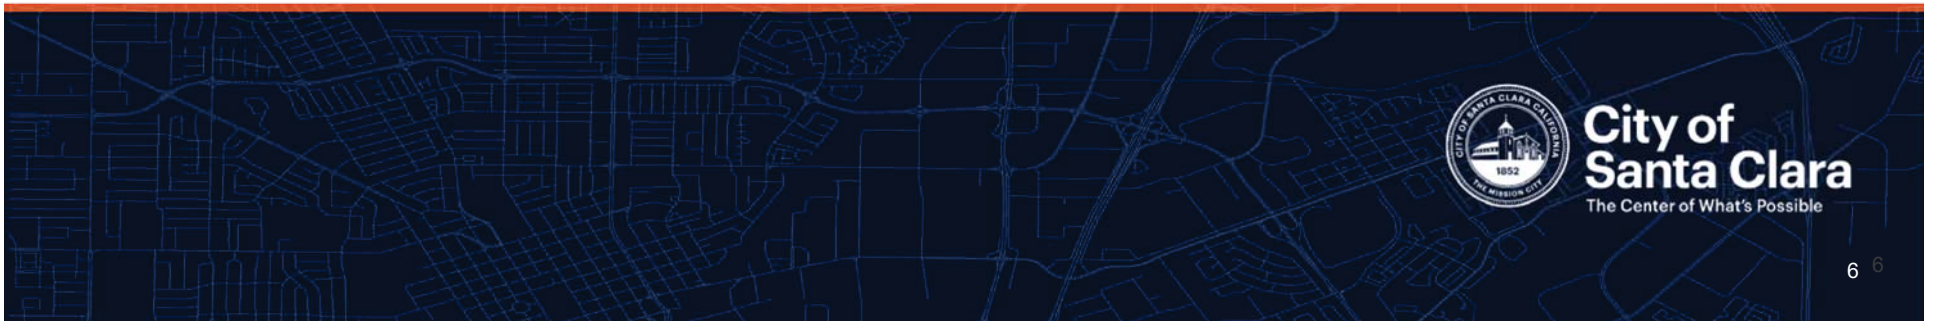 CITY OF SANTA CLARA CALIFORNIA
1852
THE MISSION CITY
City of
Santa Clara
The Center of What's Possible
6 6